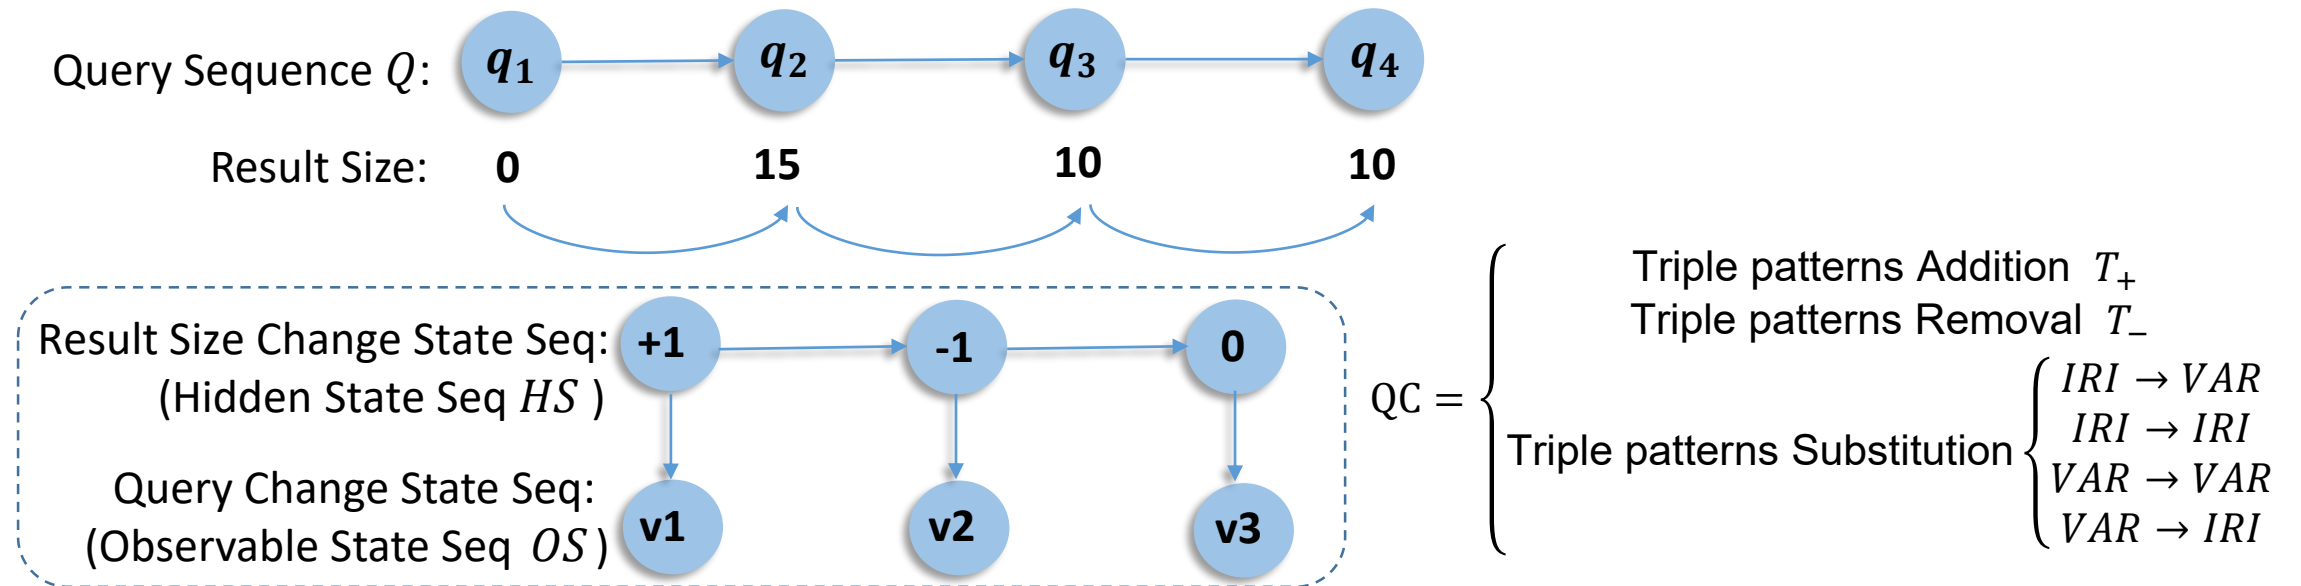 Query Sequence Q: q1 q2 q3 q4
Result Size: 0 15 10 10
Result Size Change State Seq: +1 -1 0
(Hidden State Seq HS )
Query Change State Seq:
(Observable State Seq OS ) v1 v2 v3
QC =
Triple patterns Addition T+
Triple patterns Removal T−
Triple patterns Substitution
IRI → VAR
IRI → IRI
VAR → VAR
VAR → IRI